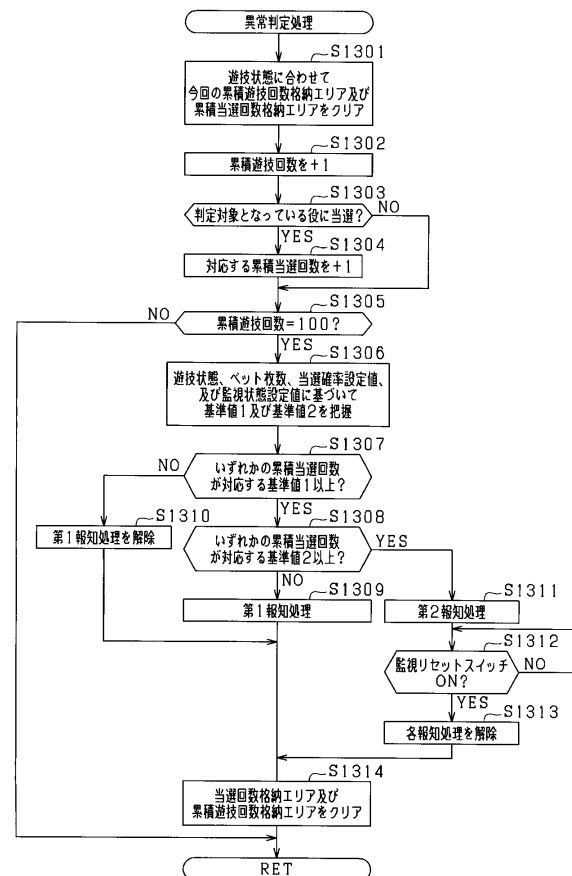 異常判定処理
S1301
遊技状態に合わせて
今回の累積遊技回数格納エリア及び
累積当選回数格納エリアをクリア
S1302
累積遊技回数を+1
S1303
判定対象となっている役に当選?
NO
YES
S1304
対応する累積当選回数を+1
S1305
NO
累積遊技回数=100?
YES
S1306
遊技状態、ベット枚数、当選確率設定値、
及び監視状態設定値に基づいて
基準値1及び基準値2を把握
S1307
NO
いずれかの累積当選回数
が対応する基準値1以上?
YES
S1310
第1報知処理を解除
S1308
いずれかの累積当選回数
が対応する基準値2以上?
YES
NO
S1309
第1報知処理
S1311
第2報知処理
S1312
監視リセットスイッチ
ON?
NO
YES
S1313
各報知処理を解除
S1314
当選回数格納エリア及び
累積遊技回数格納エリアをクリア
RET